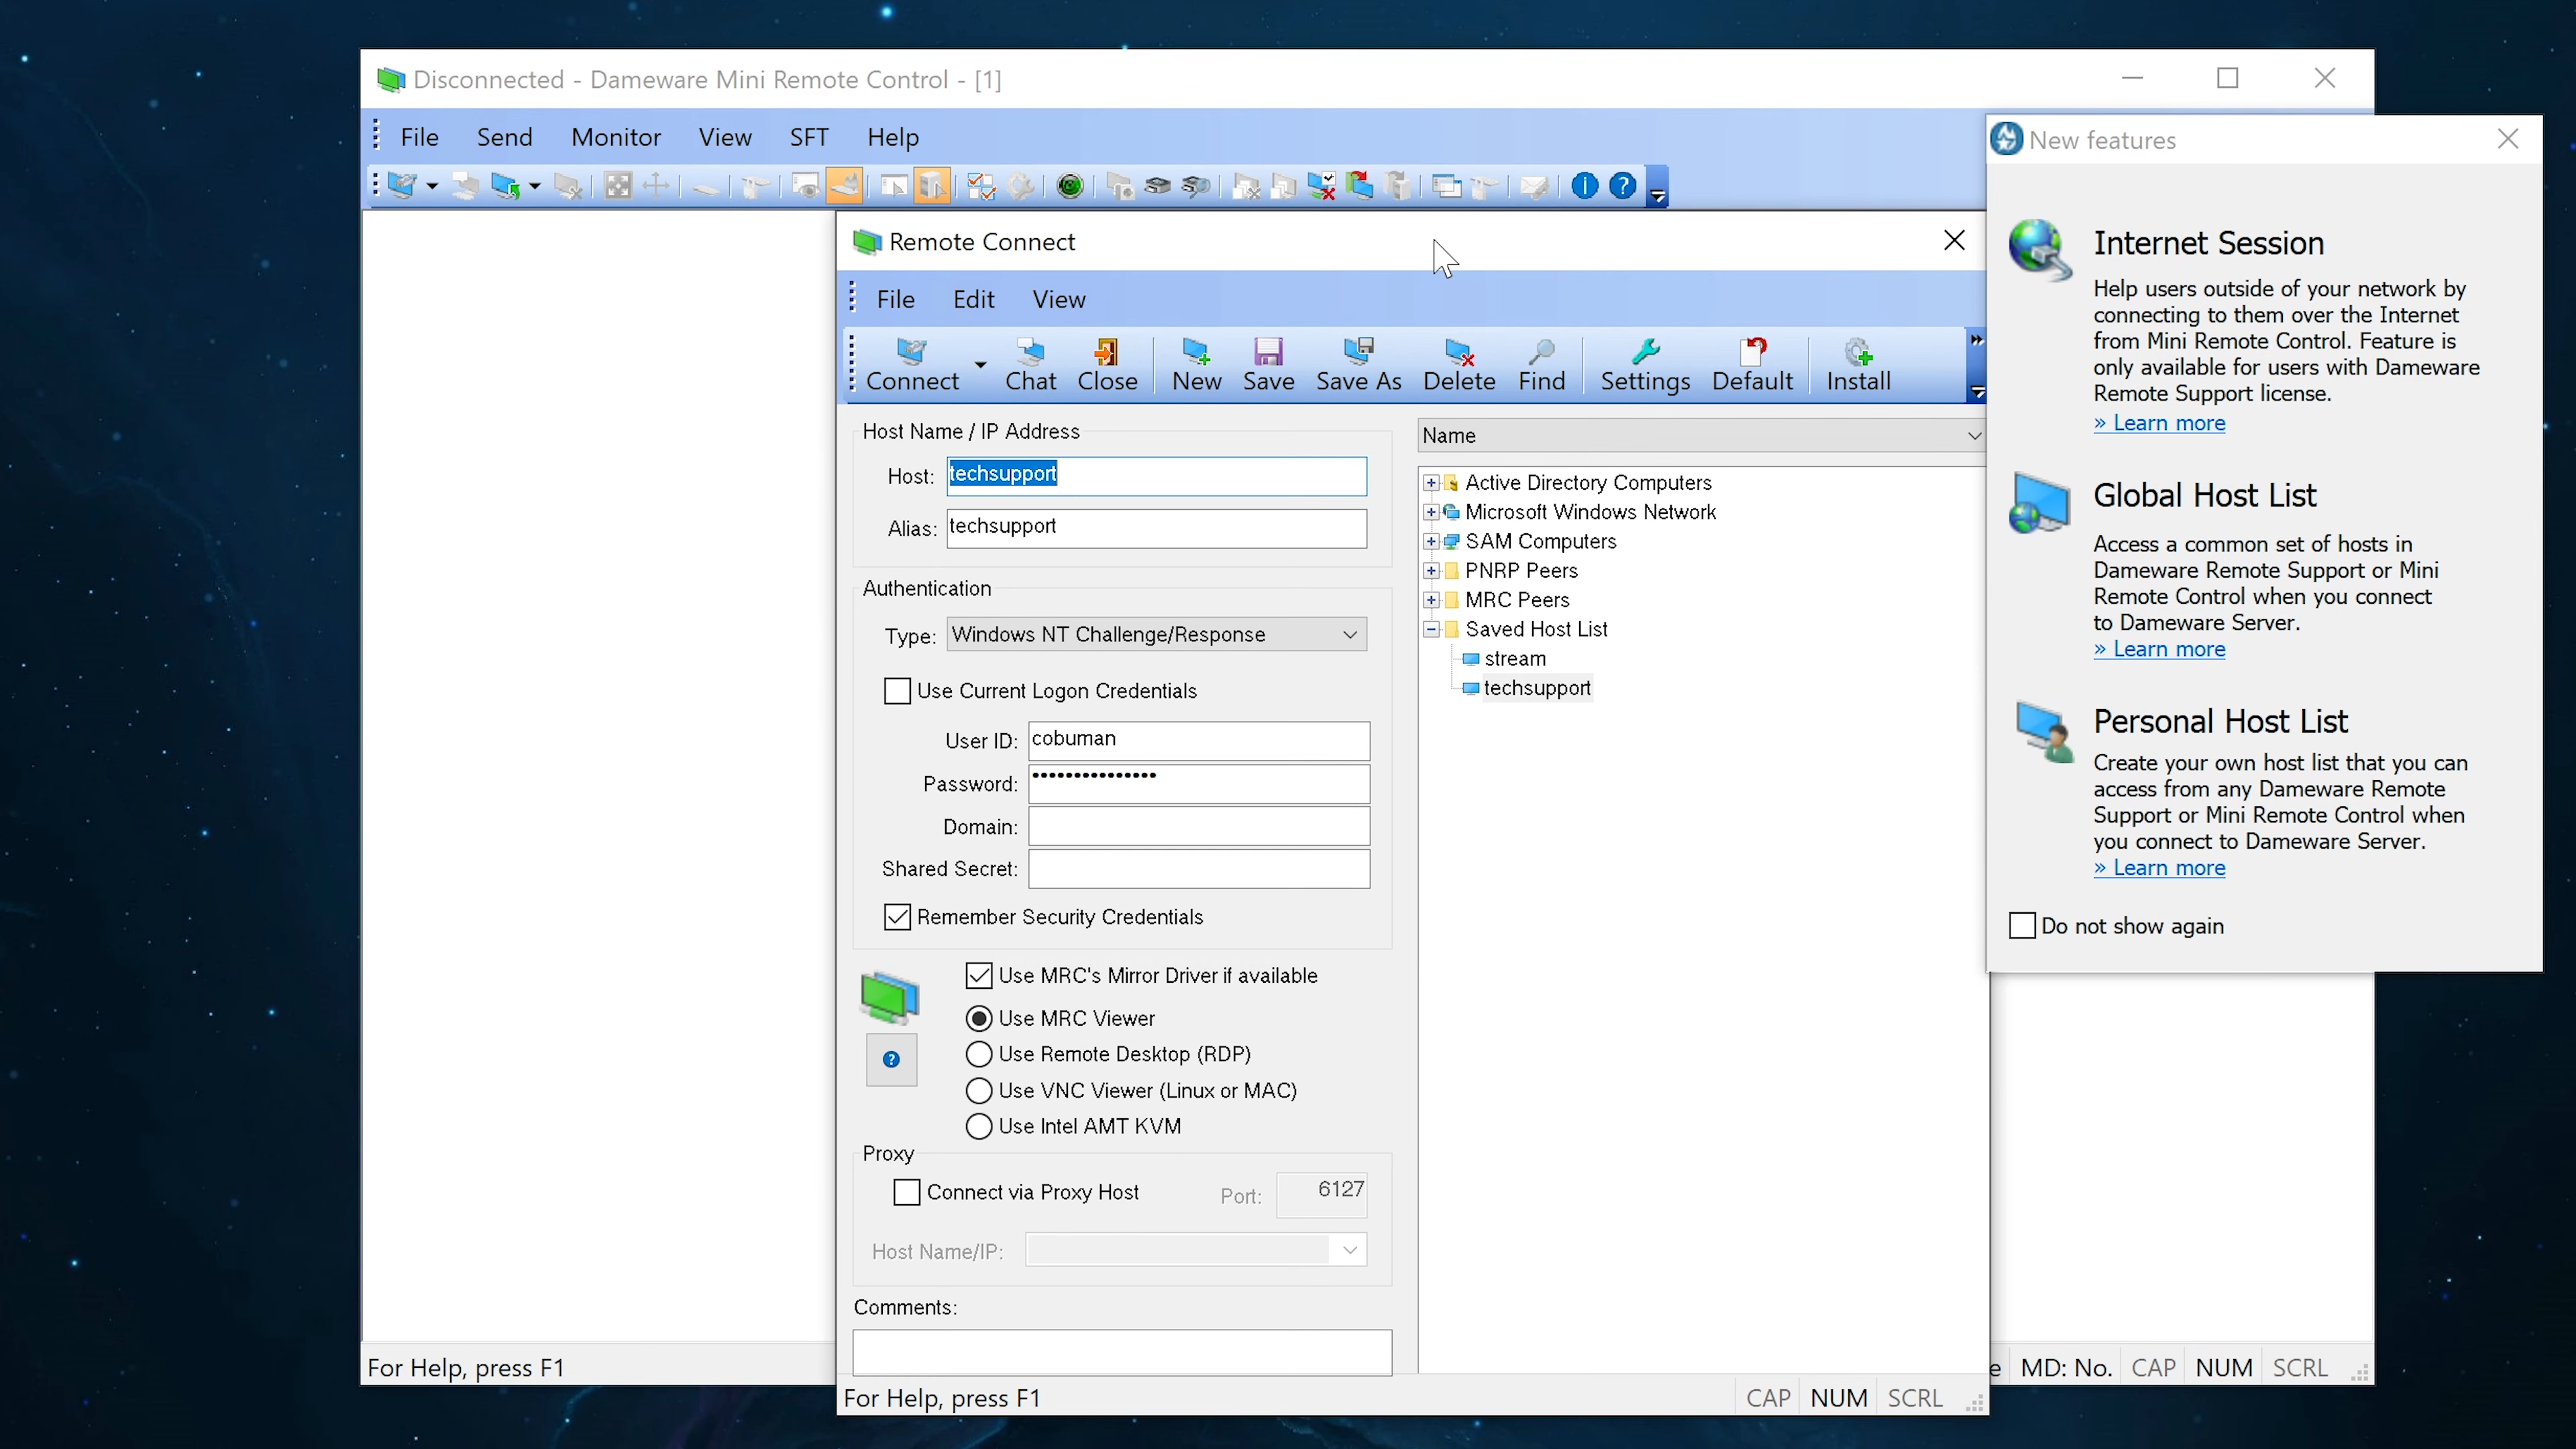 Disconnected - Dameware Mini Remote Control - [1]
File Send Monitor View SFT Help
Remote Connect
File Edit View
Connect Chat Close New Save Save As Delete Find Settings Default Install
Host Name / IP Address
Host: techsupport
Alias: techsupport
Authentication
Type: Windows NT Challenge/Response
Use Current Logon Credentials
User ID: cobuman
Password: •••••••••••••••
Domain:
Shared Secret:
Remember Security Credentials
Use MRC's Mirror Driver if available
Use MRC Viewer
Use Remote Desktop (RDP)
Use VNC Viewer (Linux or MAC)
Use Intel AMT KVM
Proxy
Connect via Proxy Host Port: 6127
Host Name/IP:
Comments:
For Help, press F1
CAP NUM SCRL
Name
Active Directory Computers
Microsoft Windows Network
SAM Computers
PNRP Peers
MRC Peers
Saved Host List
stream
techsupport
New features
Internet Session
Help users outside of your network by
connecting to them over the Internet
from Mini Remote Control. Feature is
only available for users with Dameware
Remote Support license.
» Learn more
Global Host List
Access a common set of hosts in
Dameware Remote Support or Mini
Remote Control when you connect
to Dameware Server.
» Learn more
Personal Host List
Create your own host list that you can
access from any Dameware Remote
Support or Mini Remote Control when
you connect to Dameware Server.
» Learn more
Do not show again
For Help, press F1
e MD: No. CAP NUM SCRL